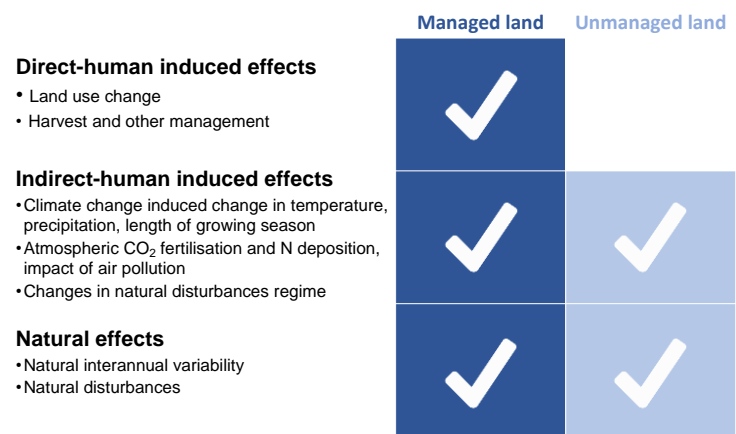 Managed land Unmanaged land
Direct-human induced effects
• Land use change
• Harvest and other management
Indirect-human induced effects
•Climate change induced change in temperature,
precipitation, length of growing season
•Atmospheric CO₂ fertilisation and N deposition,
impact of air pollution
•Changes in natural disturbances regime
Natural effects
•Natural interannual variability
•Natural disturbances